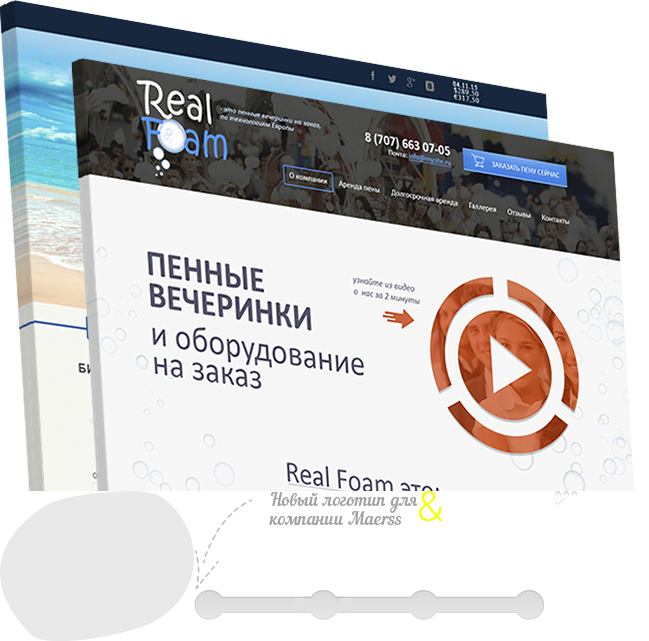 04.11.15
$289,50
€317,50
Real
Foam
- это пенные вечеринки на заказ,
по технологиям Европы
8 (707) 663 07-05
Почта: info@mysite.ru
ЗАКАЗАТЬ ПЕНУ СЕЙЧАС
О компании Аренда пены Долгосрочная аренда Галлерея Отзывы Контакты
ПЕННЫЕ
ВЕЧЕРИНКИ
и оборудование
на заказ
узнайте из видео
о нас за 2 минуты
Real Foam это:
Новый логотип для &
компании Maerss